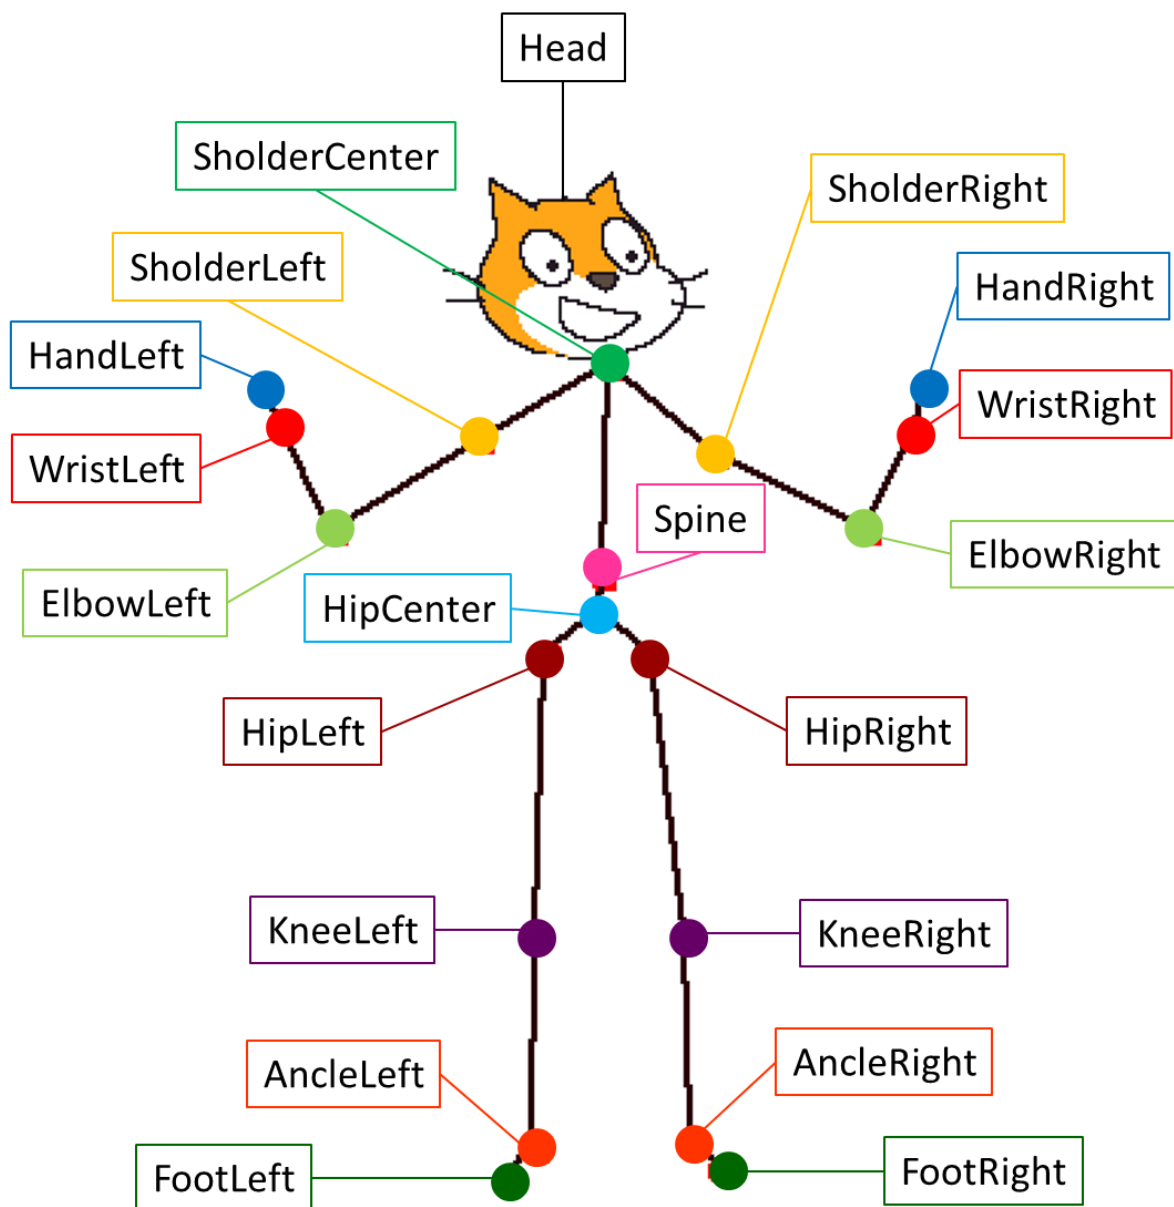 Head
SholderCenter
SholderRight
SholderLeft
HandRight
HandLeft
WristRight
WristLeft
Spine
ElbowRight
ElbowLeft
HipCenter
HipLeft
HipRight
KneeLeft
KneeRight
AncleLeft
AncleRight
FootLeft
FootRight